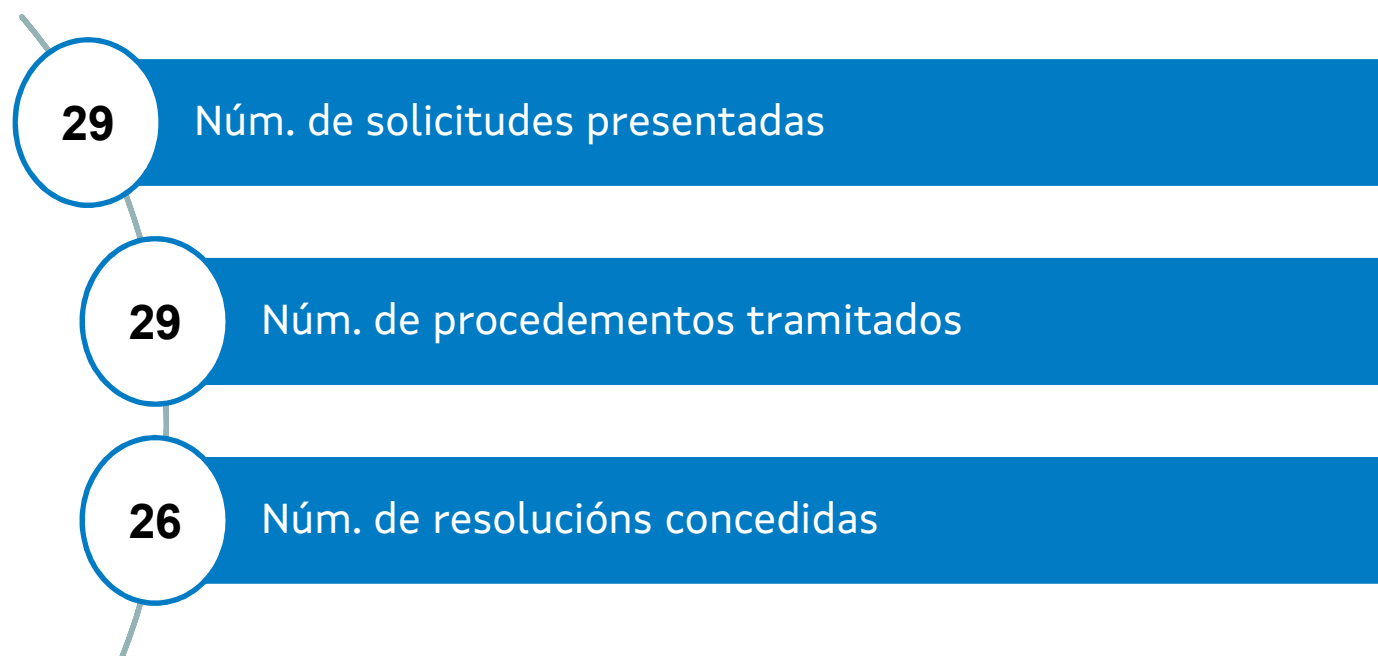 29 Núm. de solicitudes presentadas
29 Núm. de procedementos tramitados
26 Núm. de resolucións concedidas